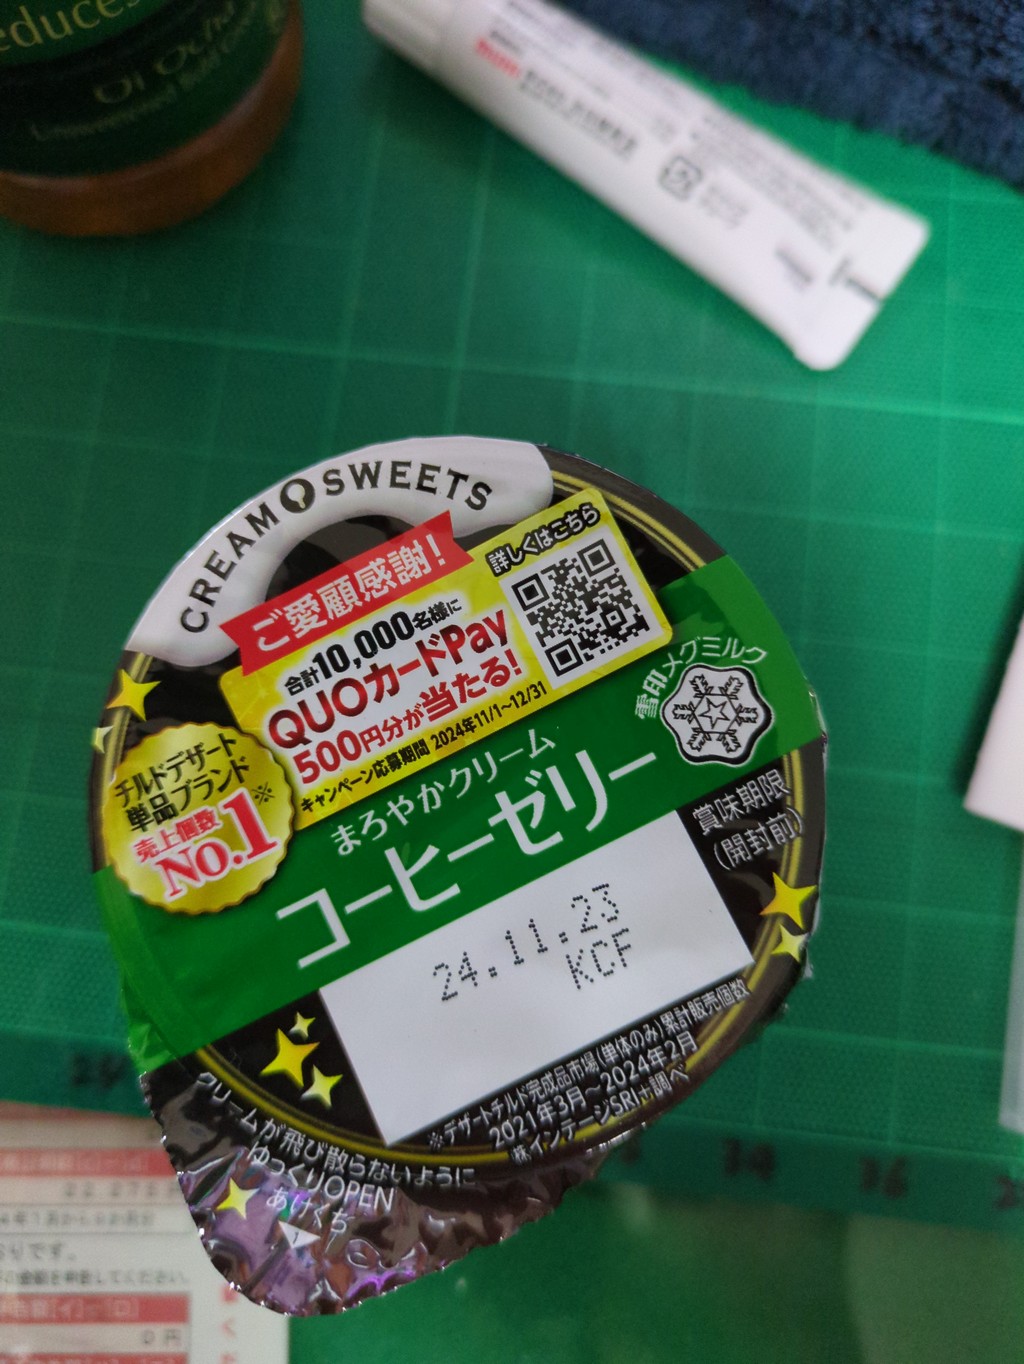 educes
Oi Ocha
CREAM SWEETS
ご愛顧感謝!
詳しくはこちら
合計10,000名様に
QUOカードPay
500円分が当たる!
キャンペーン応募期間 2024年11/1~12/31
雪印メグミルク
チルドデザート
単品ブランド※
売上個数
No.1
まろやかクリーム
コーヒーゼリー
賞味期限
(開封前)
24.11.23
KCF
※デザートチルド完成品市場(単体のみ)累計販売個数
2021年3月~2024年2月
㈱インテージSRI+調べ
クリームが飛び散らないように
ゆっくりOPEN
あけくち
0円